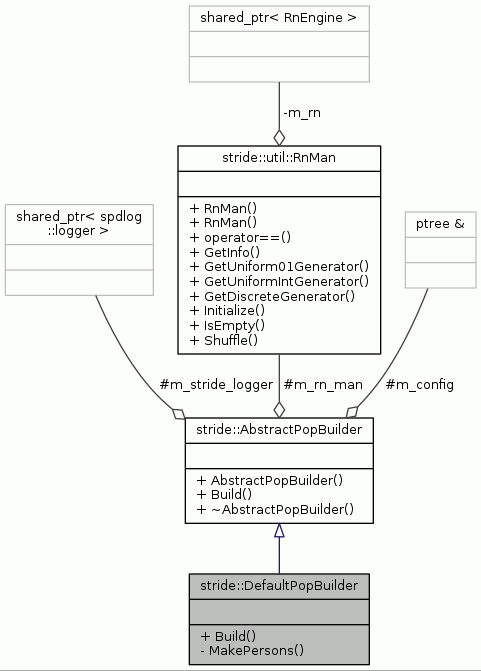 shared_ptr< RnEngine >
-m_rn
stride::util::RnMan
+ RnMan()
+ RnMan()
+ operator==()
+ GetInfo()
+ GetUniform01Generator()
+ GetUniformIntGenerator()
+ GetDiscreteGenerator()
+ Initialize()
+ IsEmpty()
+ Shuffle()
shared_ptr< spdlog
::logger >
ptree &
#m_stride_logger
#m_rn_man
#m_config
stride::AbstractPopBuilder
+ AbstractPopBuilder()
+ Build()
+ ~AbstractPopBuilder()
stride::DefaultPopBuilder
+ Build()
- MakePersons()